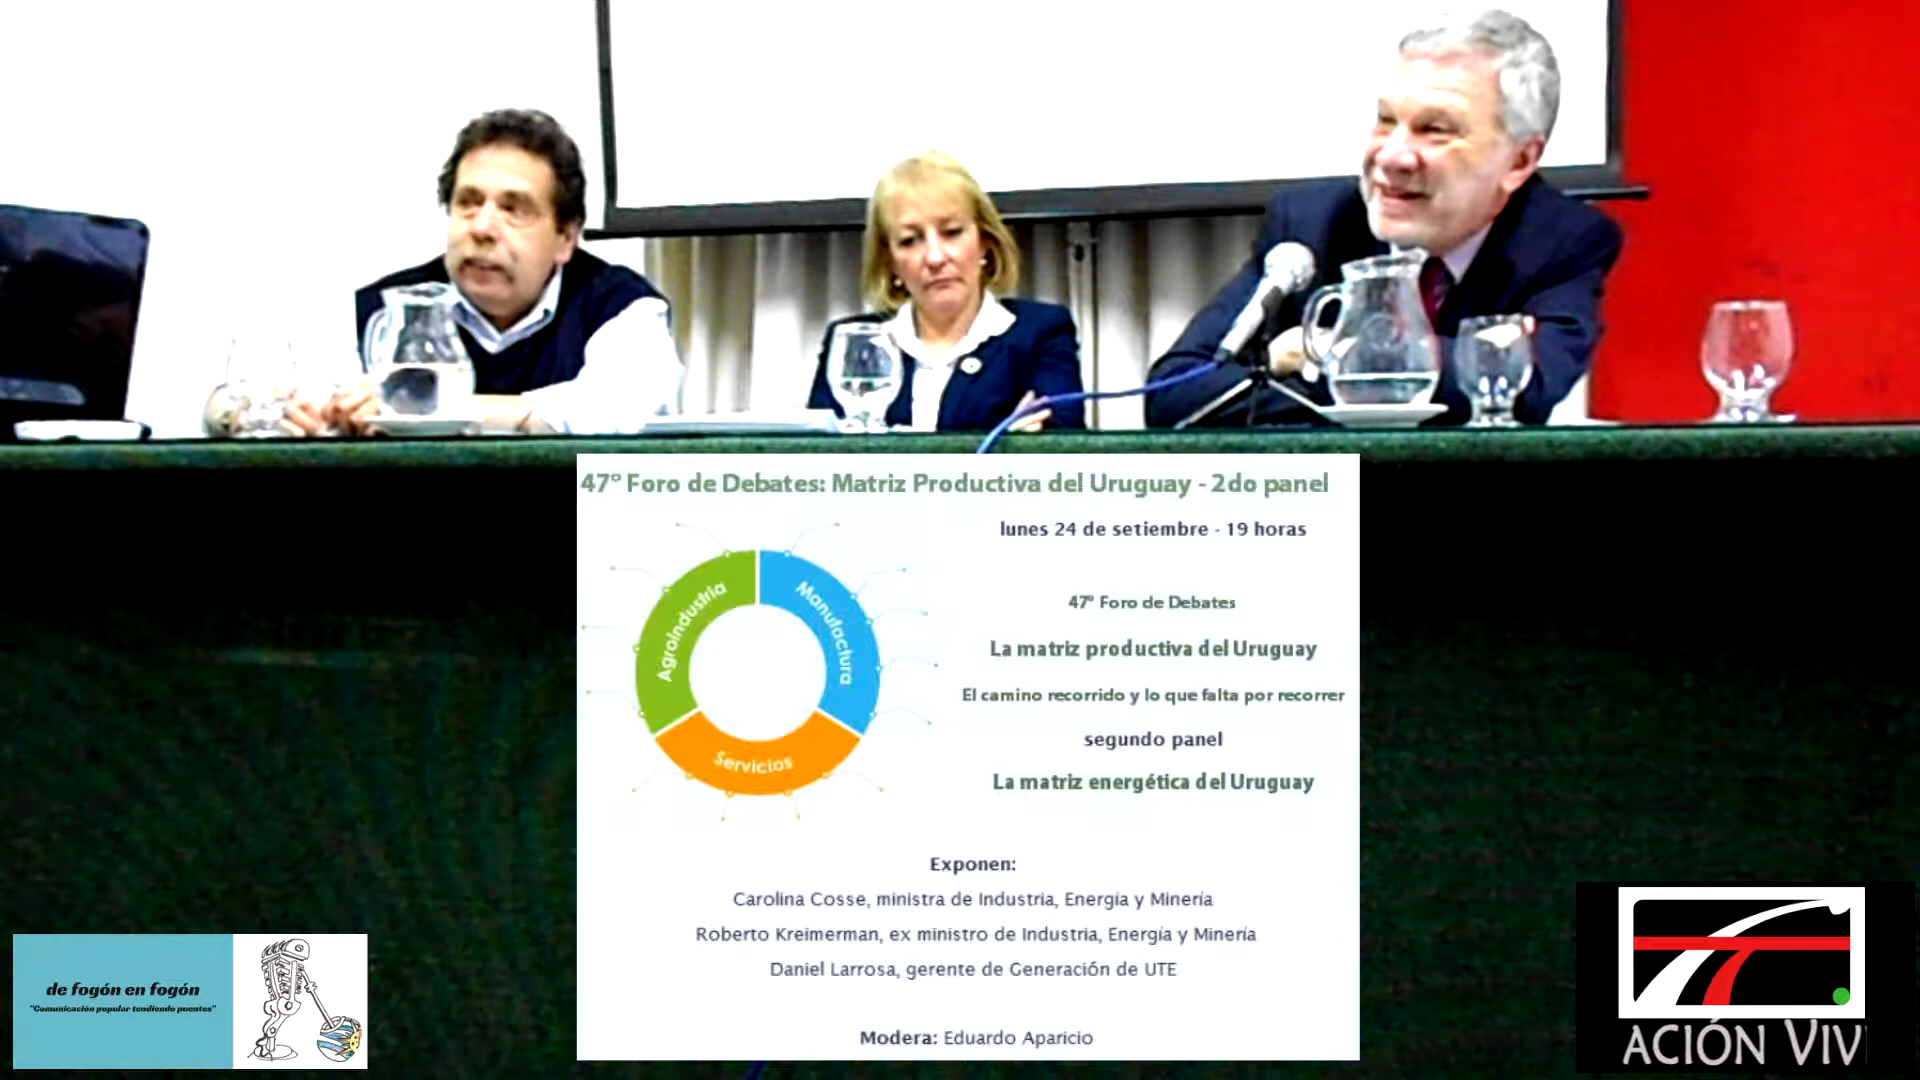 47º Foro de Debates: Matriz Productiva del Uruguay - 2do panel
lunes 24 de setiembre - 19 horas
Agroindustria
Manufactura
Servicios
47º Foro de Debates
La matriz productiva del Uruguay
El camino recorrido y lo que falta por recorrer
segundo panel
La matriz energética del Uruguay
Exponen:
Carolina Cosse, ministra de Industria, Energía y Minería
Roberto Kreimerman, ex ministro de Industria, Energía y Minería
Daniel Larrosa, gerente de Generación de UTE
Modera: Eduardo Aparicio
de fogón en fogón
"Comunicación popular tendiendo puentes"
ACIÓN VIV